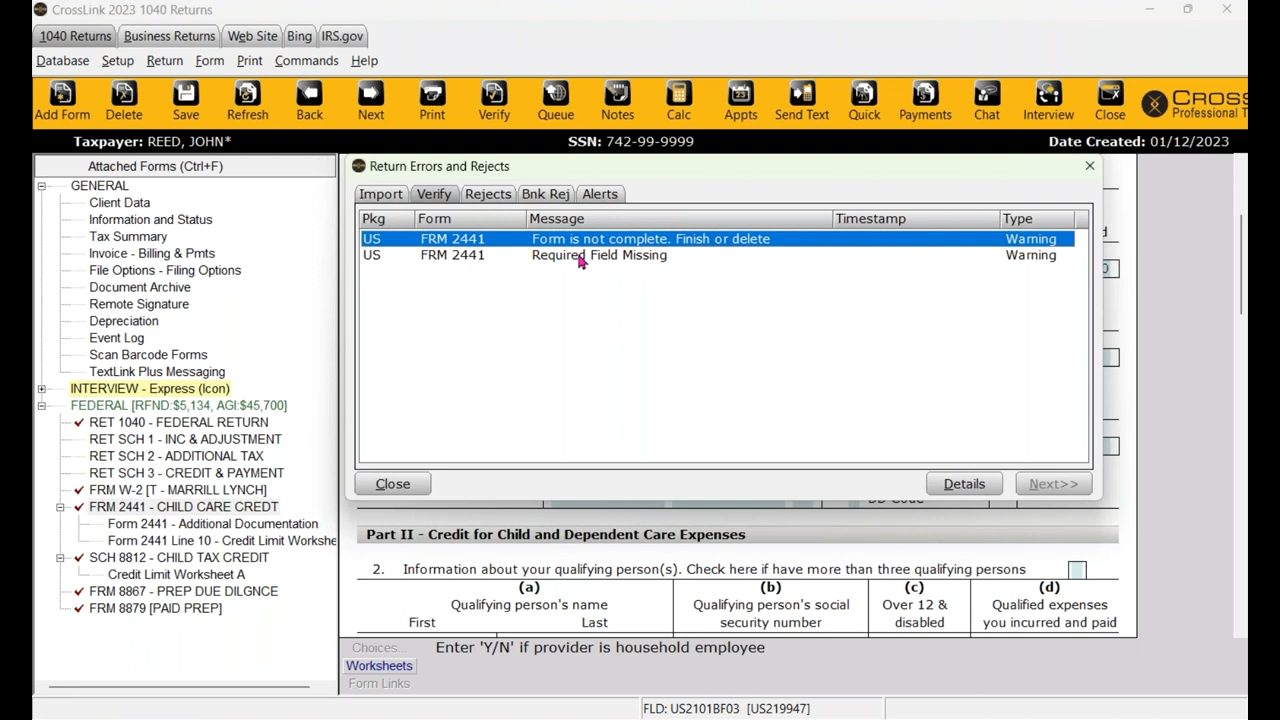 CrossLink 2023 1040 Returns
1040 Returns Business Returns Web Site Bing IRS.gov
Database Setup Return Form Print Commands Help
Add Form Delete Save Refresh Back Next Print Verify Queue Notes Calc Appts Send Text Quick Payments Chat Interview Close
CROSS
Professional T
Taxpayer: REED, JOHN* SSN: 742-99-9999 Date Created: 01/12/2023
Attached Forms (Ctrl+F)
GENERAL
Client Data
Information and Status
Tax Summary
Invoice - Billing & Pmts
File Options - Filing Options
Document Archive
Remote Signature
Depreciation
Event Log
Scan Barcode Forms
TextLink Plus Messaging
INTERVIEW - Express (Icon)
FEDERAL [RFND:$5,134, AGI:$45,700]
RET 1040 - FEDERAL RETURN
RET SCH 1 - INC & ADJUSTMENT
RET SCH 2 - ADDITIONAL TAX
RET SCH 3 - CREDIT & PAYMENT
FRM W-2 [T - MARRILL LYNCH]
FRM 2441 - CHILD CARE CREDT
Form 2441 - Additional Documentation
Form 2441 Line 10 - Credit Limit Workshe
SCH 8812 - CHILD TAX CREDIT
Credit Limit Worksheet A
FRM 8867 - PREP DUE DILGNCE
FRM 8879 [PAID PREP]
Return Errors and Rejects
Import Verify Rejects Bnk Rej Alerts
Pkg Form Message Timestamp Type
US FRM 2441 Form is not complete. Finish or delete Warning
US FRM 2441 Required Field Missing Warning
Close Details Next>>
d
0
Part II - Credit for Child and Dependent Care Expenses
2. Information about your qualifying person(s). Check here if have more than three qualifying persons
(a) (b) (c) (d)
Qualifying person's name Qualifying person's social Over 12 & Qualified expenses
First Last security number disabled you incurred and paid
Choices... Enter 'Y/N' if provider is household employee
Worksheets
Form Links
FLD: US2101BF03 [US219947]